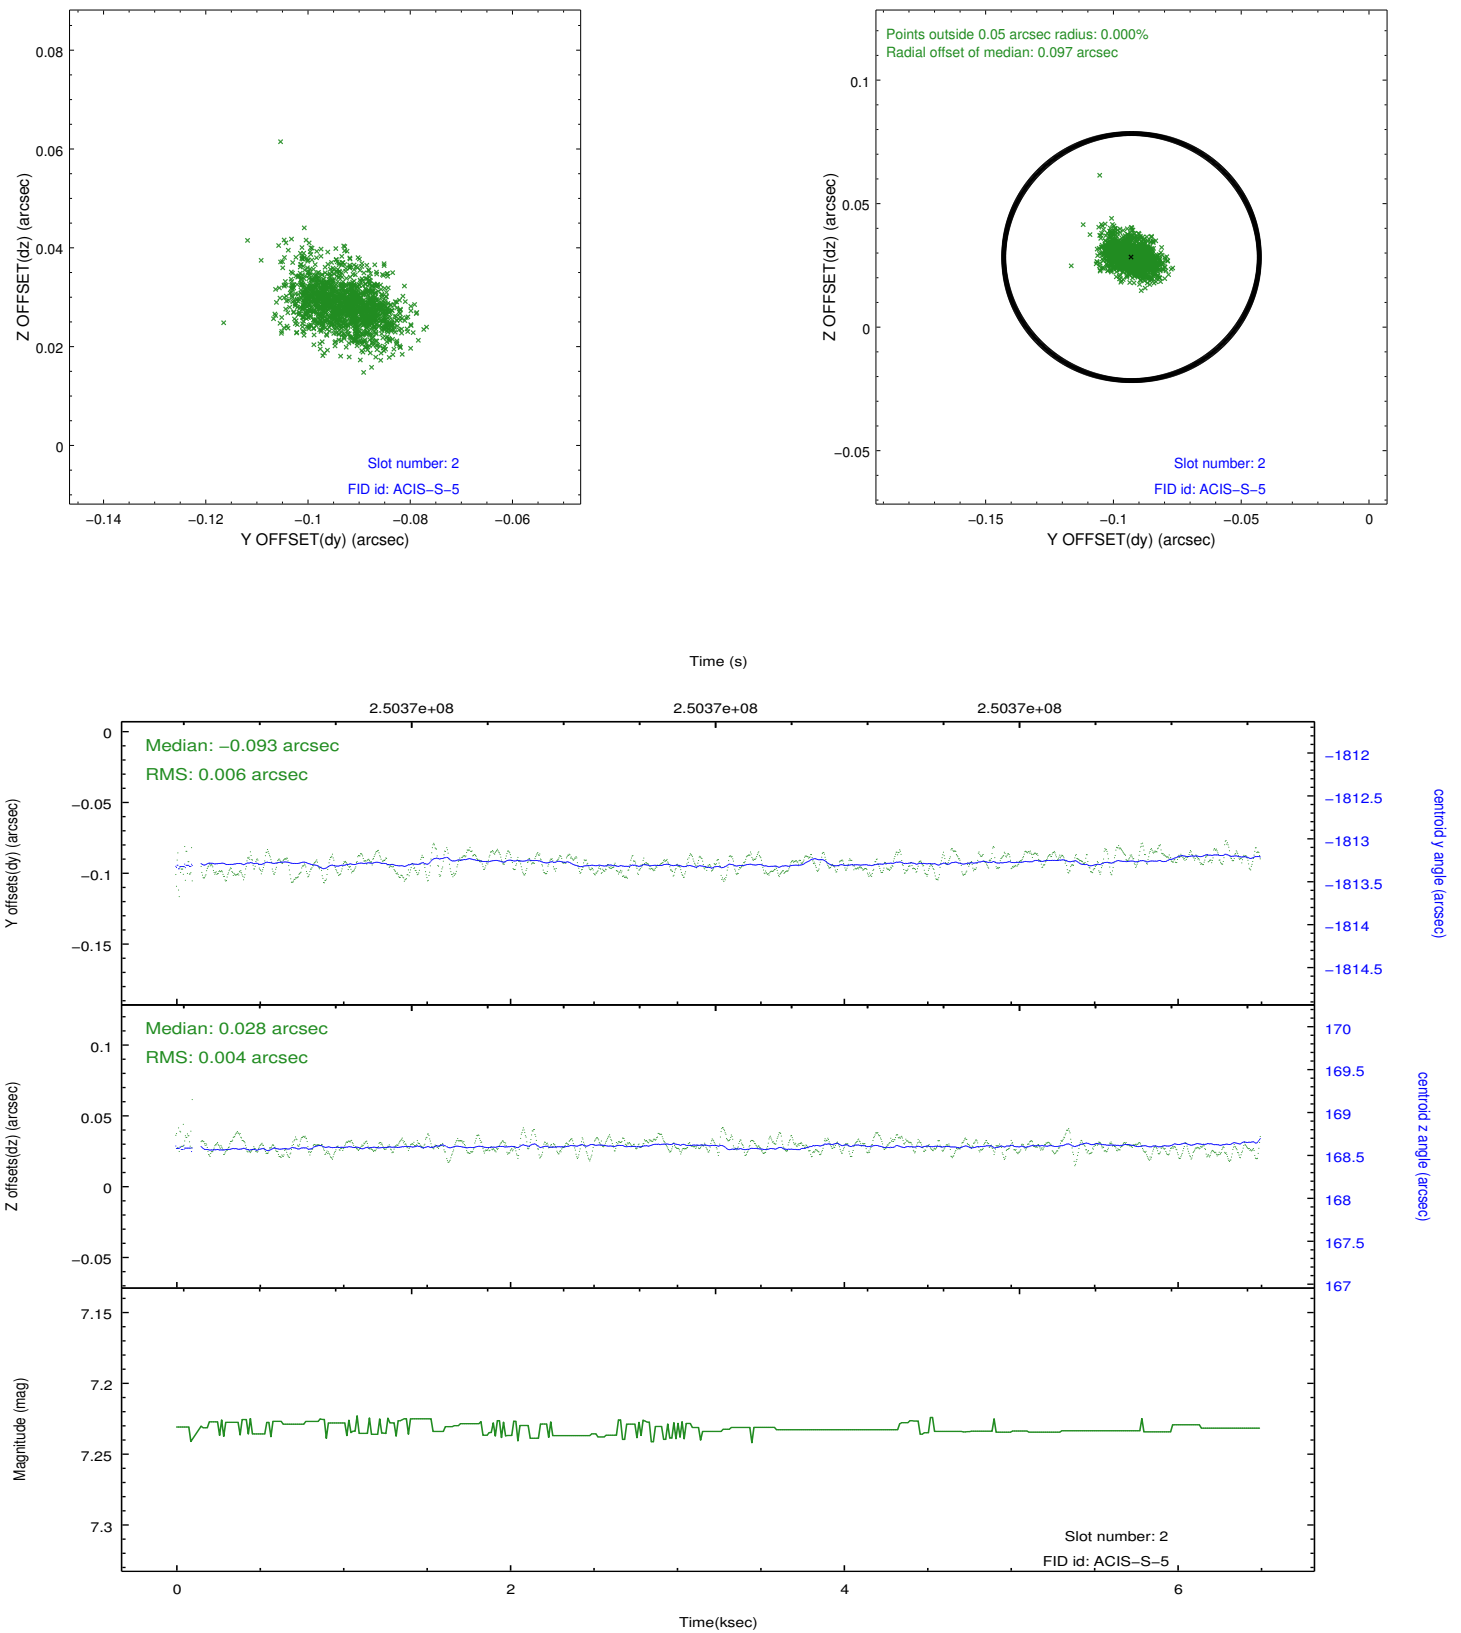 0.08
0.06
0.04
0.02
0
Z OFFSET(dz) (arcsec)
Slot number: 2
FID id: ACIS−S−5
−0.14 −0.12 −0.1 −0.08 −0.06
Y OFFSET(dy) (arcsec)
Points outside 0.05 arcsec radius: 0.000%
Radial offset of median: 0.097 arcsec
0.1
0.05
0
−0.05
Z OFFSET(dz) (arcsec)
Slot number: 2
FID id: ACIS−S−5
−0.15 −0.1 −0.05 0
Y OFFSET(dy) (arcsec)
Time (s)
2.5037e+08 2.5037e+08 2.5037e+08
Median: −0.093 arcsec
RMS: 0.006 arcsec
0
−0.05
−0.1
−0.15
Y offsets(dy) (arcsec)
−1812
−1812.5
−1813
−1813.5
−1814
−1814.5
centroid y angle (arcsec)
Median: 0.028 arcsec
RMS: 0.004 arcsec
0.1
0.05
0
−0.05
Z offsets(dz) (arcsec)
170
169.5
169
168.5
168
167.5
167
centroid z angle (arcsec)
7.15
7.2
7.25
7.3
Magnitude (mag)
Slot number: 2
FID id: ACIS−S−5
0 2 4 6
Time(ksec)